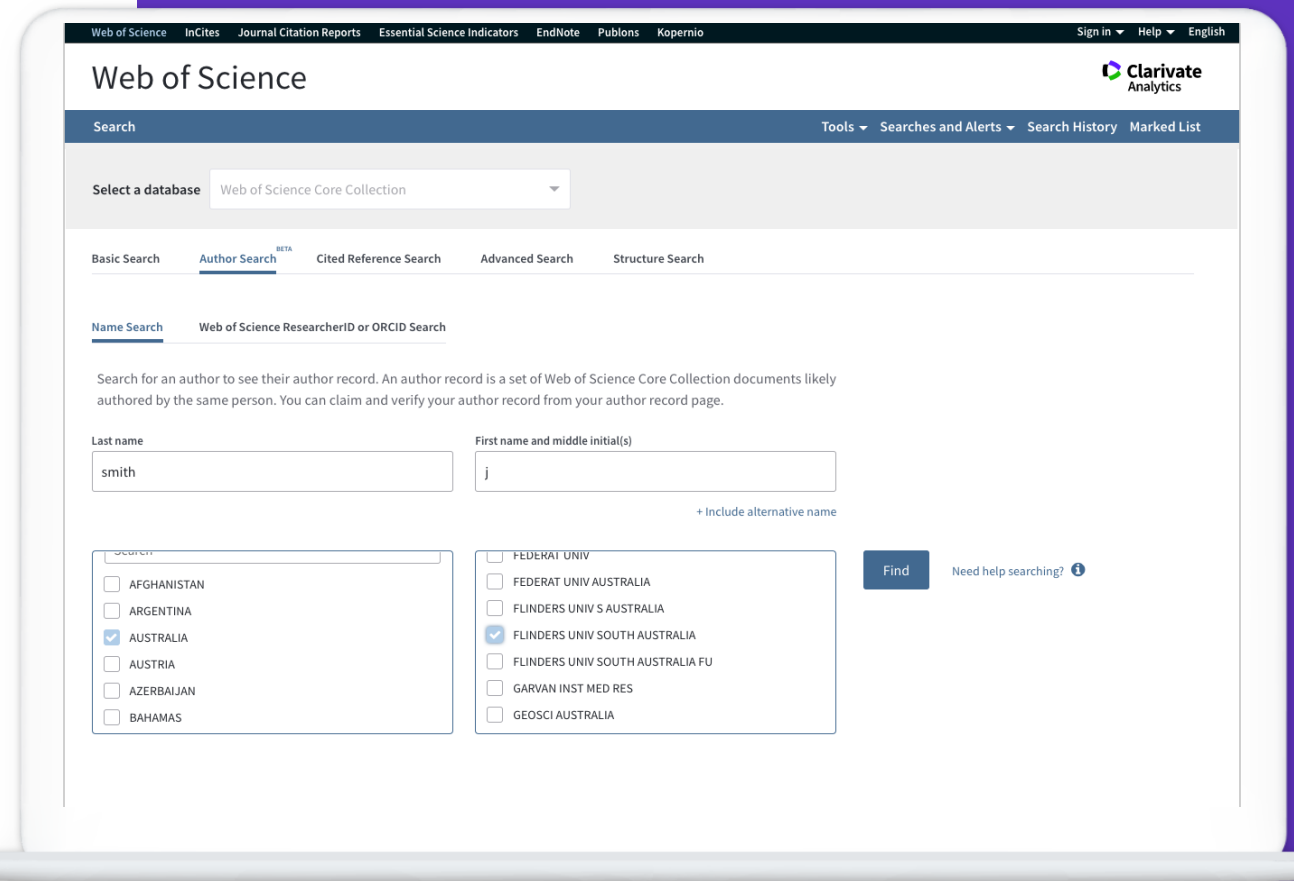 Web of Science InCites Journal Citation Reports Essential Science Indicators EndNote Publons Kopernio Sign in Help English
Web of Science
Clarivate
Analytics
Search Tools Searches and Alerts Search History Marked List
Select a database Web of Science Core Collection
Basic Search Author Search BETA Cited Reference Search Advanced Search Structure Search
Name Search Web of Science ResearcherID or ORCID Search
Search for an author to see their author record. An author record is a set of Web of Science Core Collection documents likely
authored by the same person. You can claim and verify your author record from your author record page.
Last name First name and middle initial(s)
smith j
+ Include alternative name
Search
AFGHANISTAN
ARGENTINA
AUSTRALIA
AUSTRIA
AZERBAIJAN
BAHAMAS
FEDERAT UNIV
FEDERAT UNIV AUSTRALIA
FLINDERS UNIV S AUSTRALIA
FLINDERS UNIV SOUTH AUSTRALIA
FLINDERS UNIV SOUTH AUSTRALIA FU
GARVAN INST MED RES
GEOSCI AUSTRALIA
Find Need help searching?